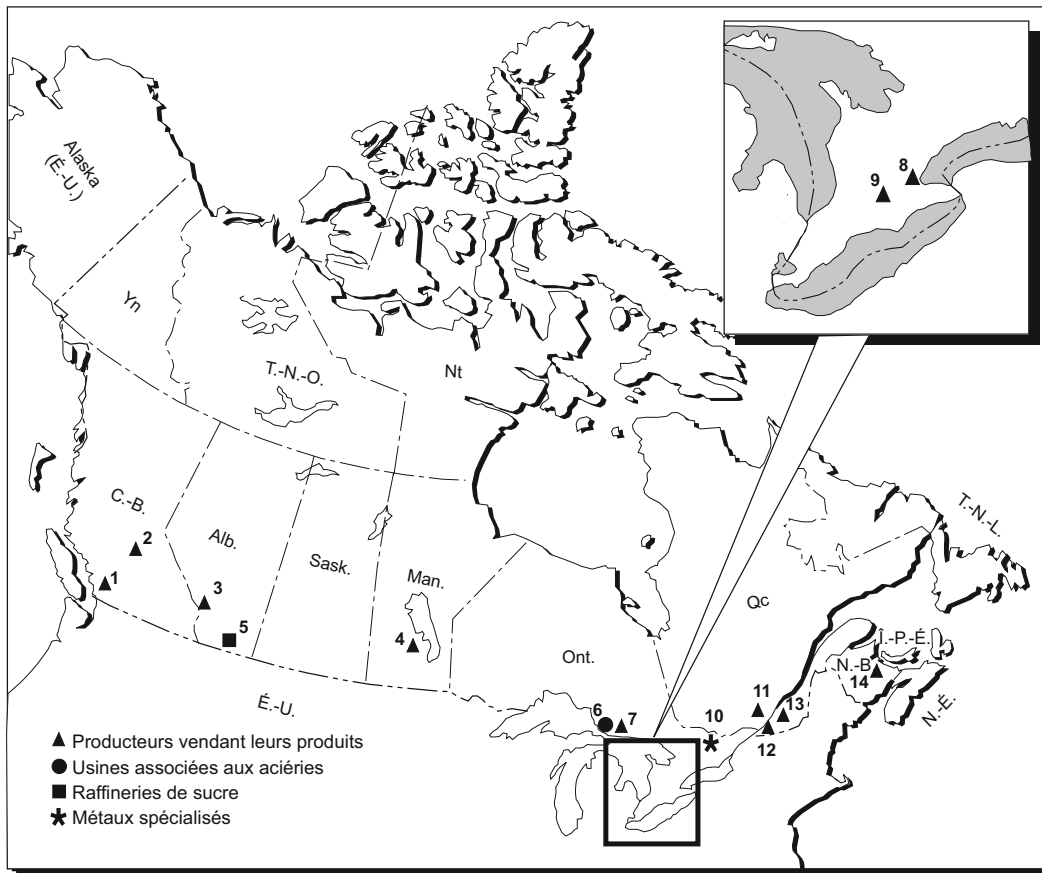 Alaska
(É.-U.)
Yn
T.-N.-O.
Nt
C.-B.
Alb.
Sask.
Man.
Ont.
Qc
T.-N.-L.
Î.-P.-É.
N.-B
N.-É.
É.-U.
1
2
3
4
5
6
7
8
9
10
11
12
13
14
Producteurs vendant leurs produits
Usines associées aux aciéries
Raffineries de sucre
Métaux spécialisés